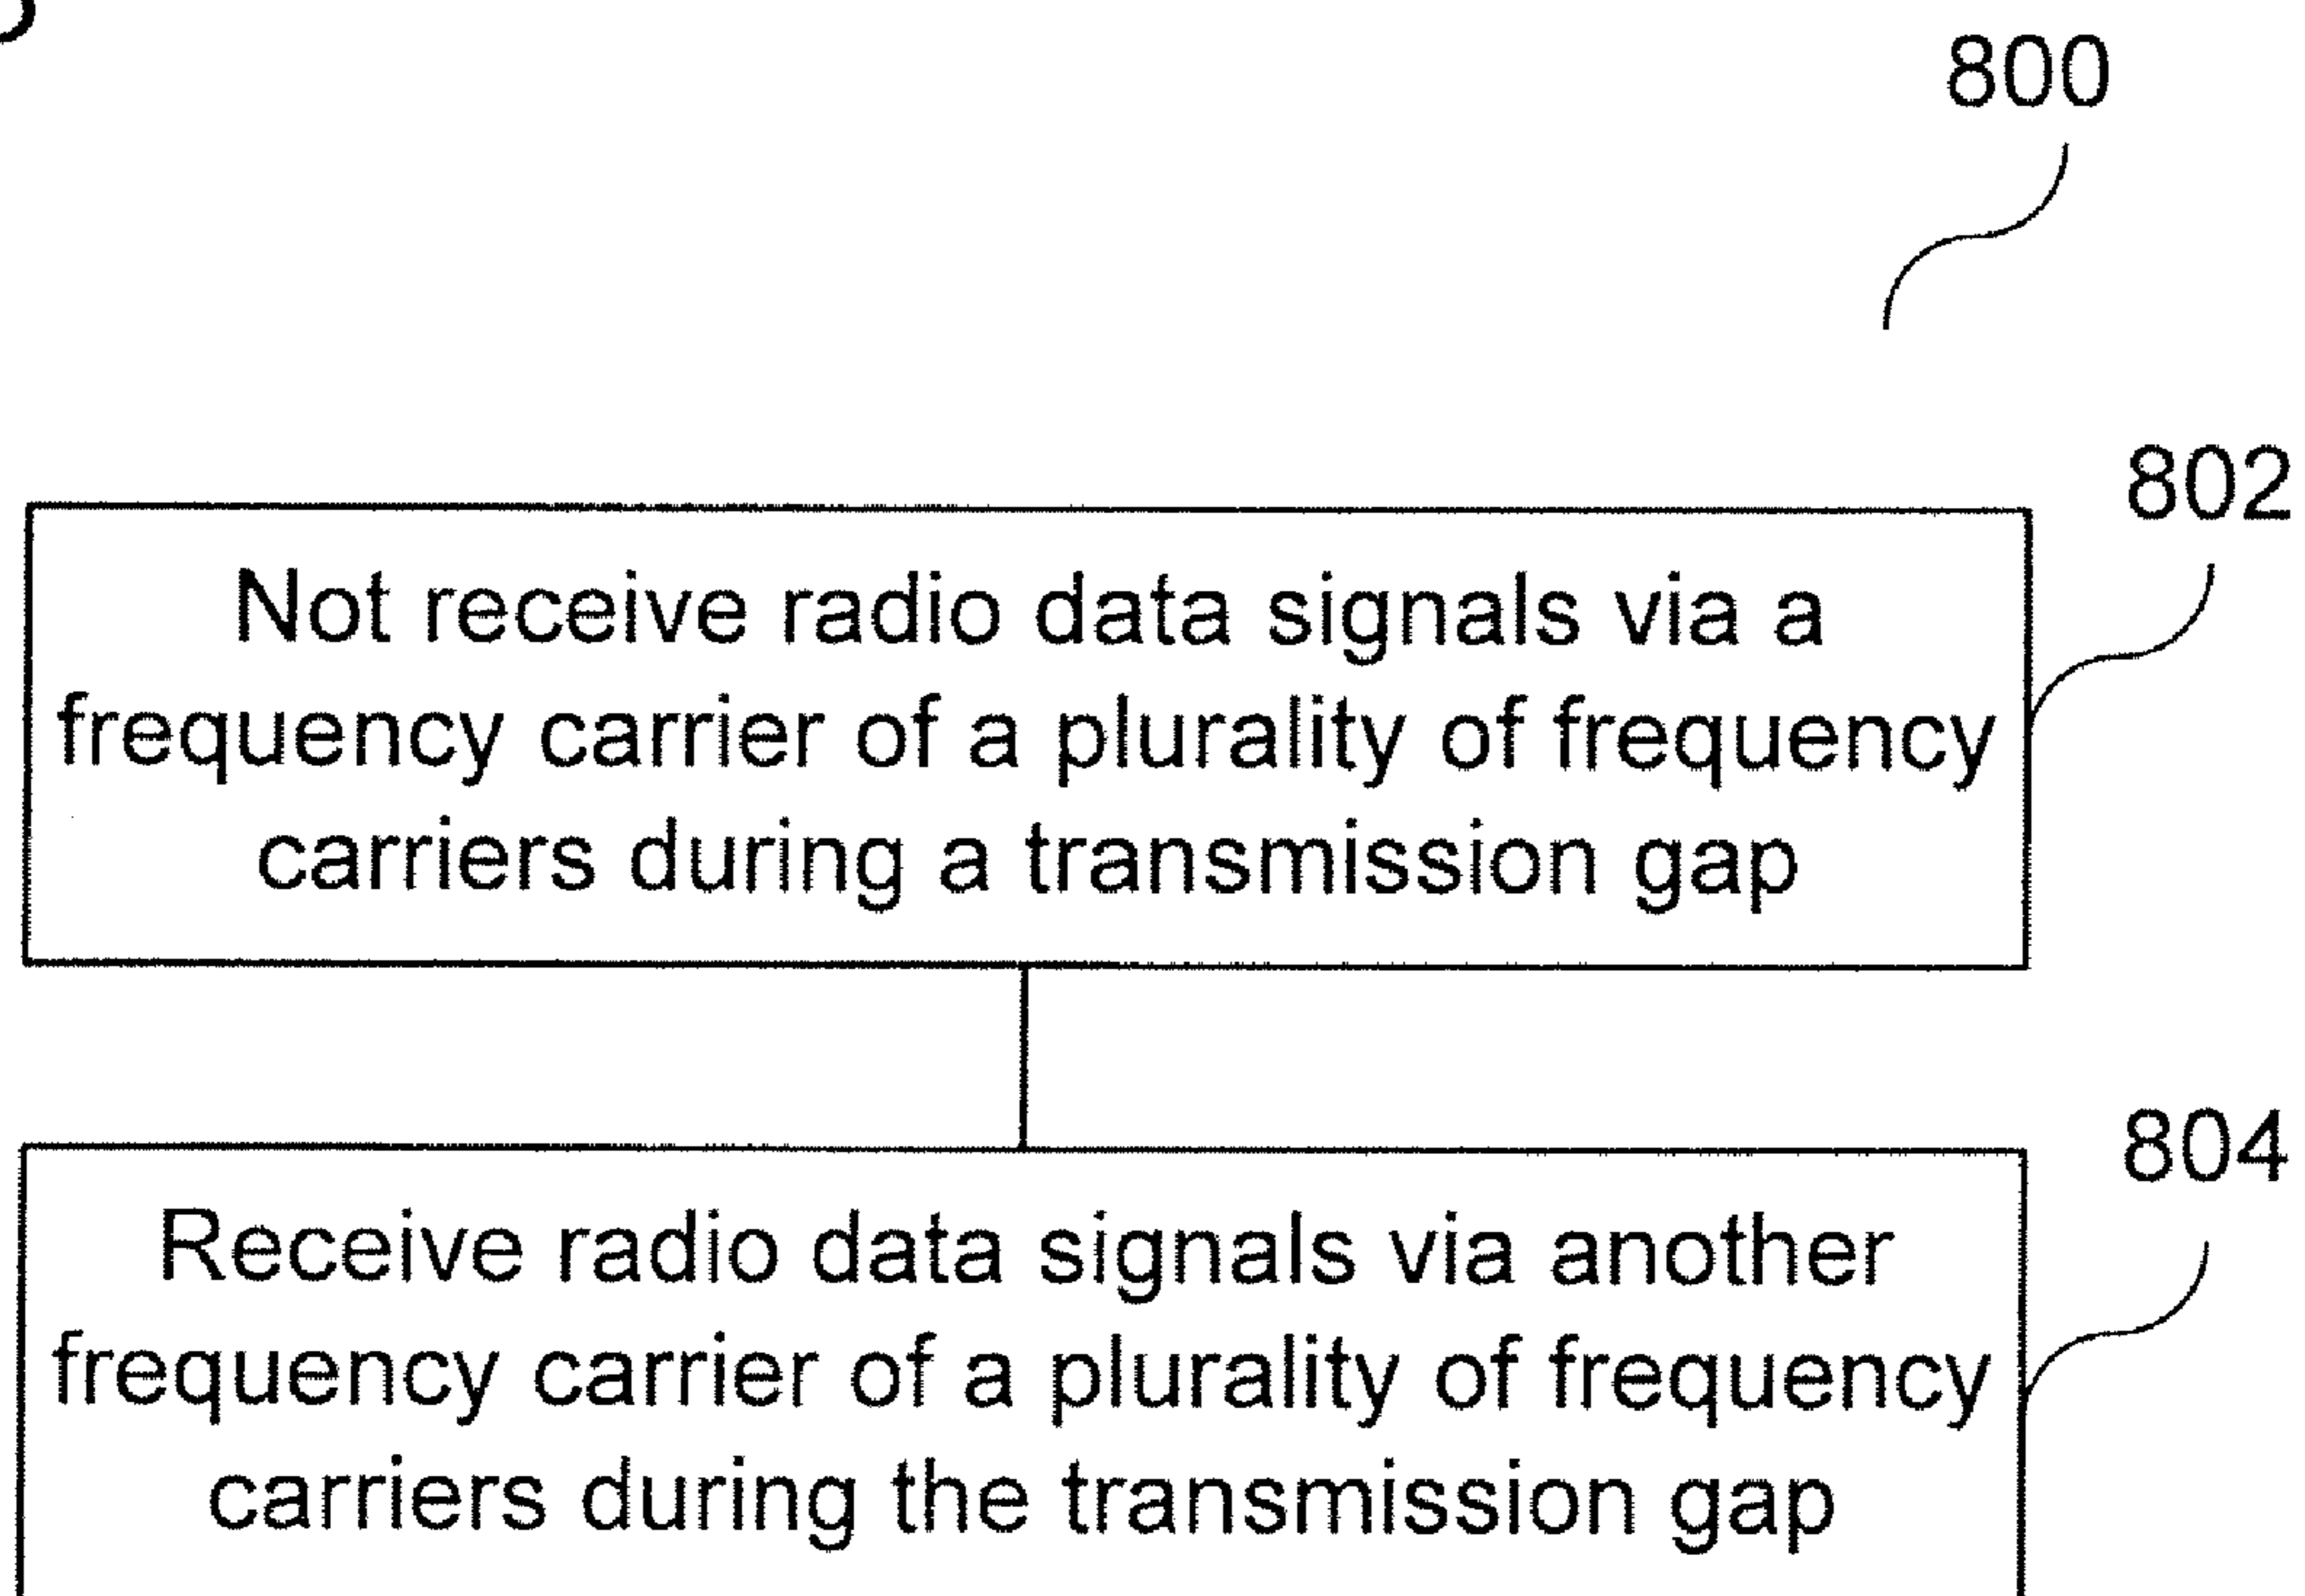 800
802
Not receive radio data signals via a
frequency carrier of a plurality of frequency
carriers during a transmission gap
804
Receive radio data signals via another
frequency carrier of a plurality of frequency
carriers during the transmission gap